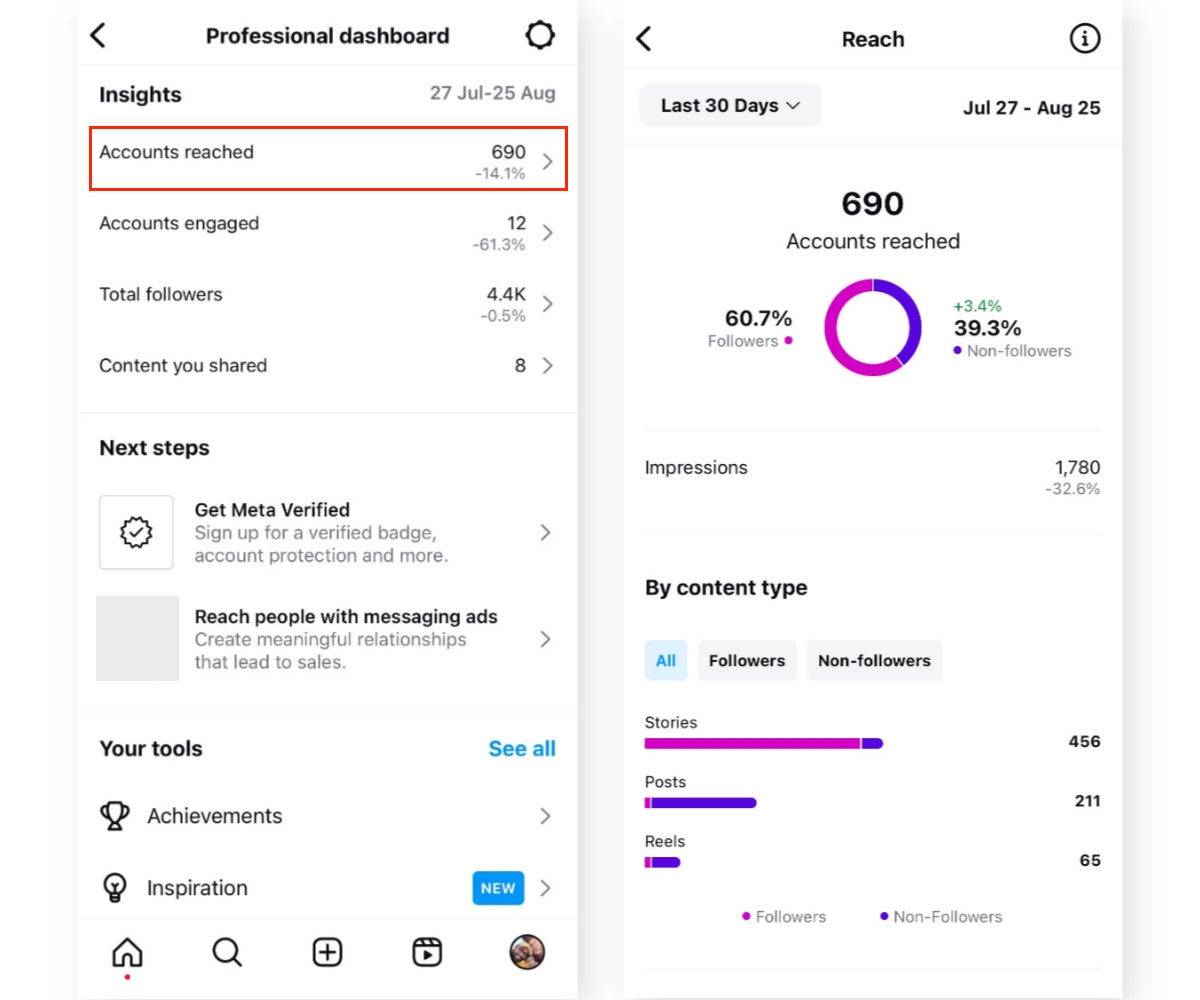 Professional dashboard
Insights
27 Jul-25 Aug
Accounts reached
690
-14.1%
Accounts engaged
12
-61.3%
Total followers
4.4K
-0.5%
Content you shared
8
Next steps
Get Meta Verified
Sign up for a verified badge,
account protection and more.
Reach people with messaging ads
Create meaningful relationships
that lead to sales.
Your tools
See all
Achievements
Inspiration
NEW
Reach
Last 30 Days
Jul 27 - Aug 25
690
Accounts reached
60.7%
Followers
+3.4%
39.3%
Non-followers
Impressions
1,780
-32.6%
By content type
All
Followers
Non-followers
Stories
456
Posts
211
Reels
65
Followers
Non-Followers